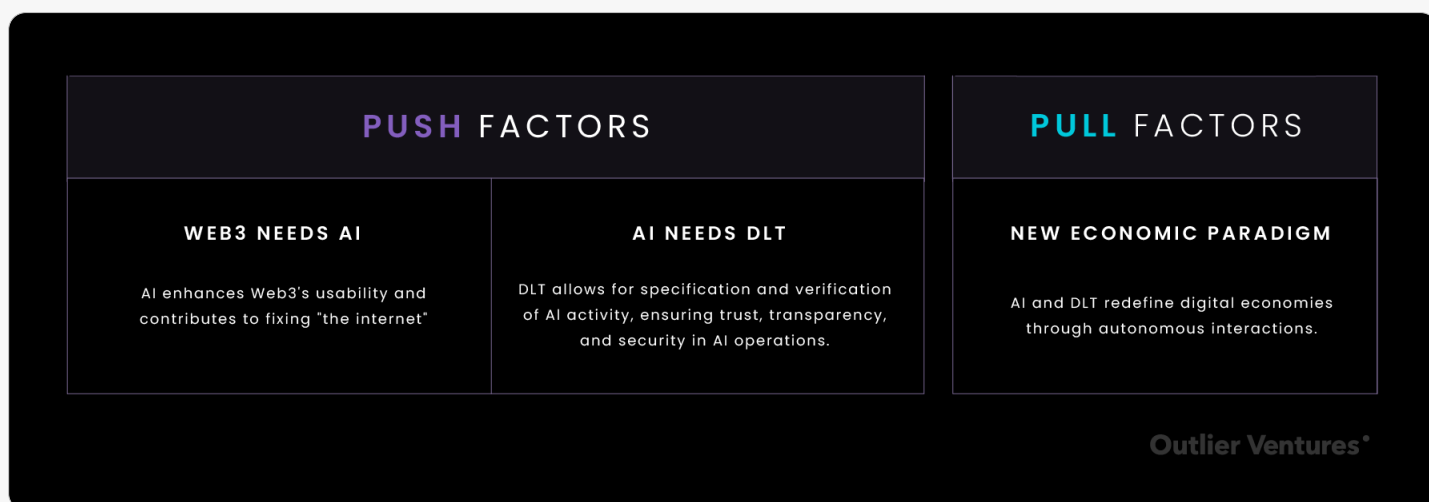 PUSH FACTORS
WEB3 NEEDS AI
AI enhances Web3's usability and
contributes to fixing "the internet"
AI NEEDS DLT
DLT allows for specification and verification
of AI activity, ensuring trust, transparency,
and security in AI operations.
PULL FACTORS
NEW ECONOMIC PARADIGM
AI and DLT redefine digital economies
through autonomous interactions.
Outlier Ventures